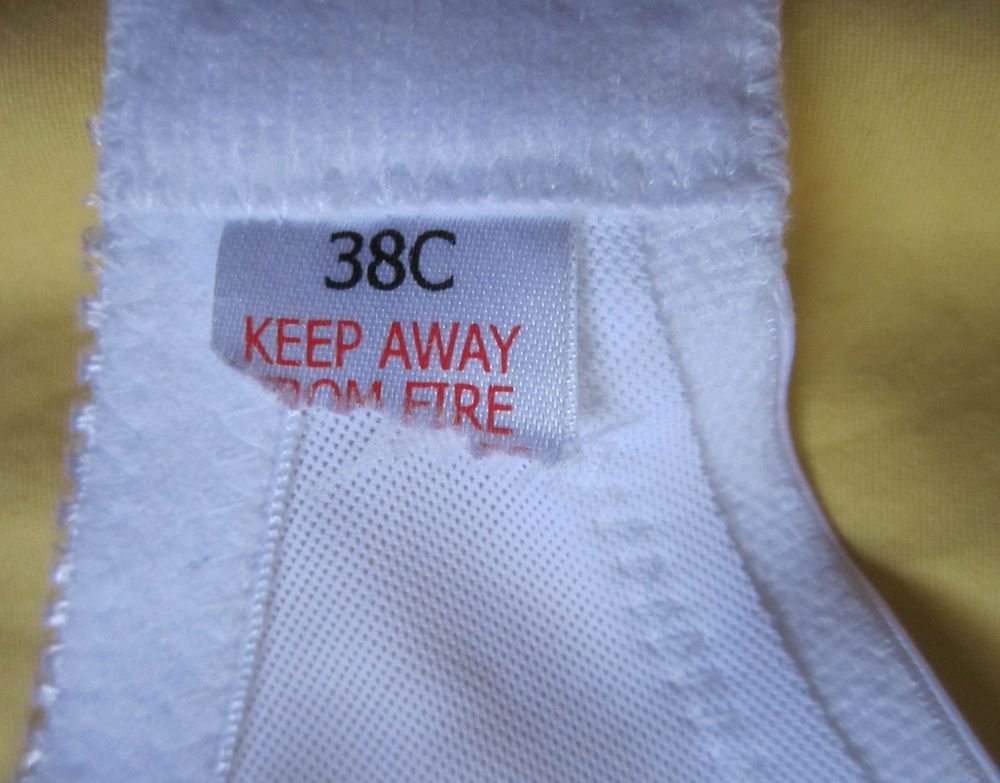 38C
KEEP AWAY
FROM FIRE